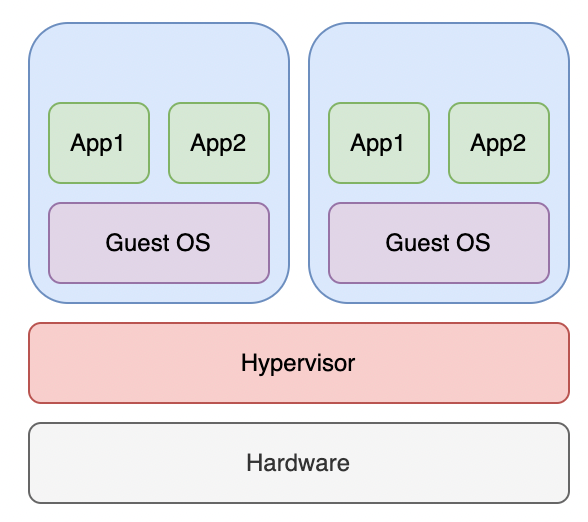 App1 App2 App1 App2
Guest OS Guest OS
Hypervisor
Hardware